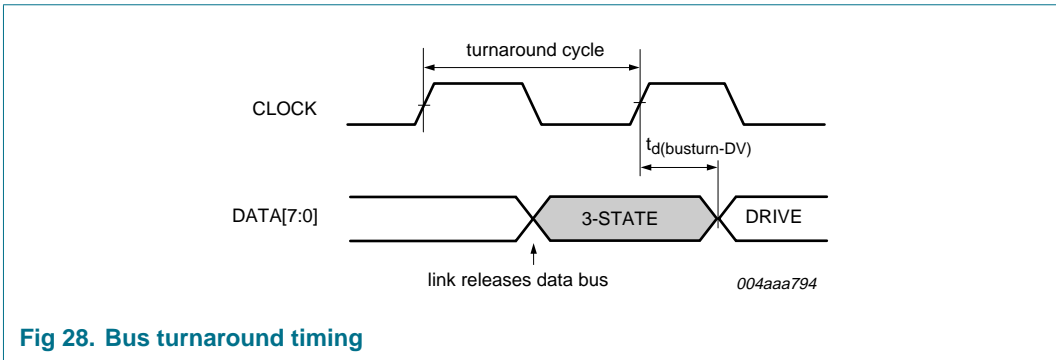 turnaround cycle
CLOCK
td(busturn-DV)
DATA[7:0]
3-STATE
DRIVE
link releases data bus
004aaa794
Fig 28. Bus turnaround timing